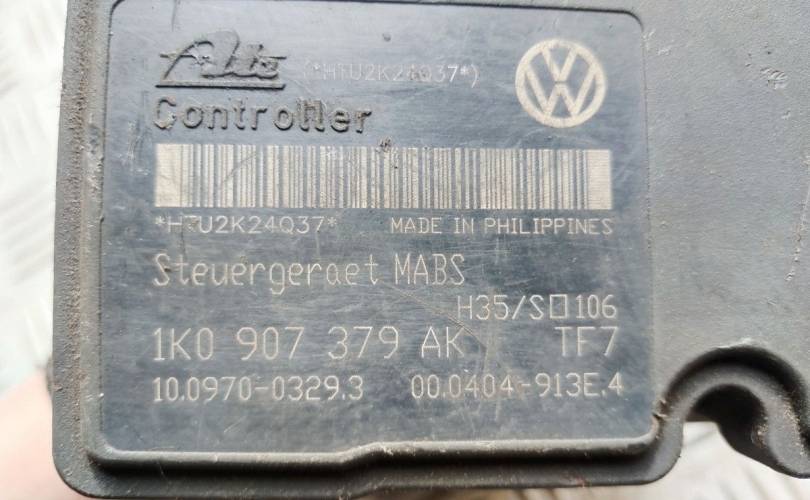 Ate (*HTU2K24Q37*)
Controller
*HTU2K24Q37* MADE IN PHILIPPINES
Steuergeraet MABS
H35/S□106
1K0 907 379 AK TF7
10.0970-0329.3 00.0404-913E.4